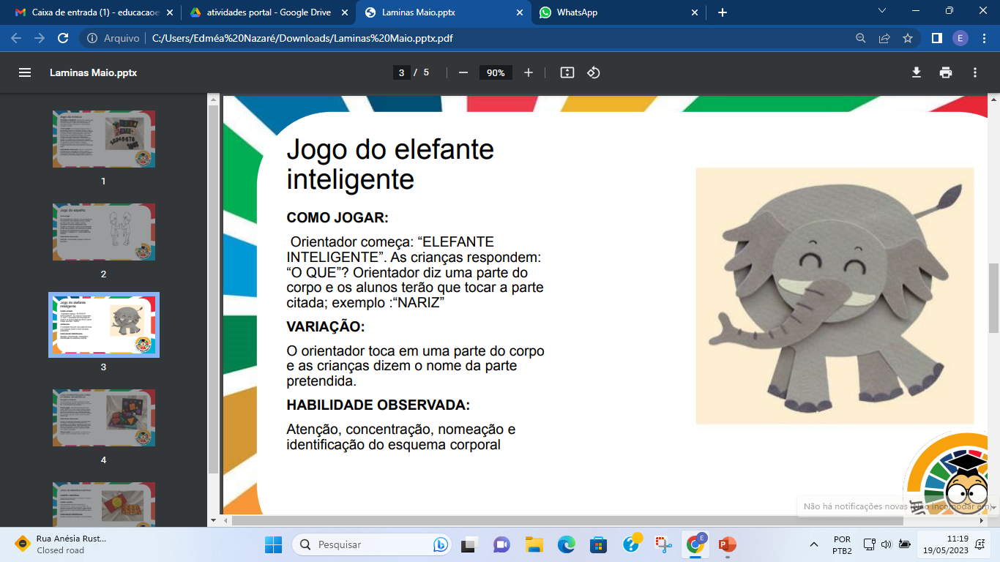 Caixa de entrada (1) - educacaoe
atividades portal - Google Drive
Laminas Maio.pptx
WhatsApp
Arquivo
C:/Users/Edméa%20Nazaré/Downloads/Laminas%20Maio.pptx.pdf
E
Laminas Maio.pptx
3 / 5
90%
1
2
3
4
Jogo do elefante
inteligente
COMO JOGAR:
Orientador começa: “ELEFANTE
INTELIGENTE”. As crianças respondem:
“O QUE”? Orientador diz uma parte do
corpo e os alunos terão que tocar a parte
citada; exemplo :“NARIZ”
VARIAÇÃO:
O orientador toca em uma parte do corpo
e as crianças dizem o nome da parte
pretendida.
HABILIDADE OBSERVADA:
Atenção, concentração, nomeação e
identificação do esquema corporal
Não há notificações novas (Não incomodar em)
Rua Anésia Rust...
Closed road
Pesquisar
E
POR
PTB2
11:19
19/05/2023